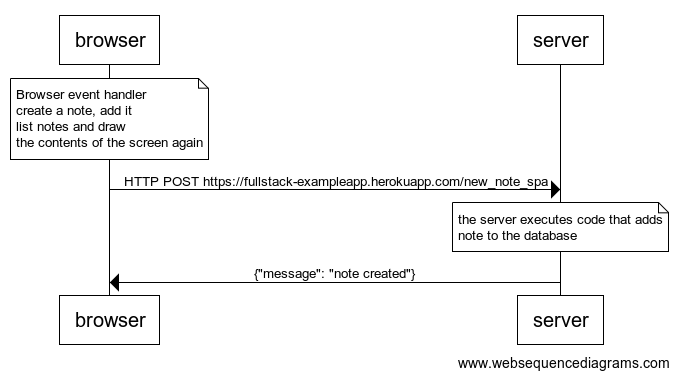 browser
server
Browser event handler
create a note, add it
list notes and draw
the contents of the screen again
HTTP POST https://fullstack-exampleapp.herokuapp.com/new_note_spa
the server executes code that adds
note to the database
{"message": "note created"}
browser
server
www.websequencediagrams.com